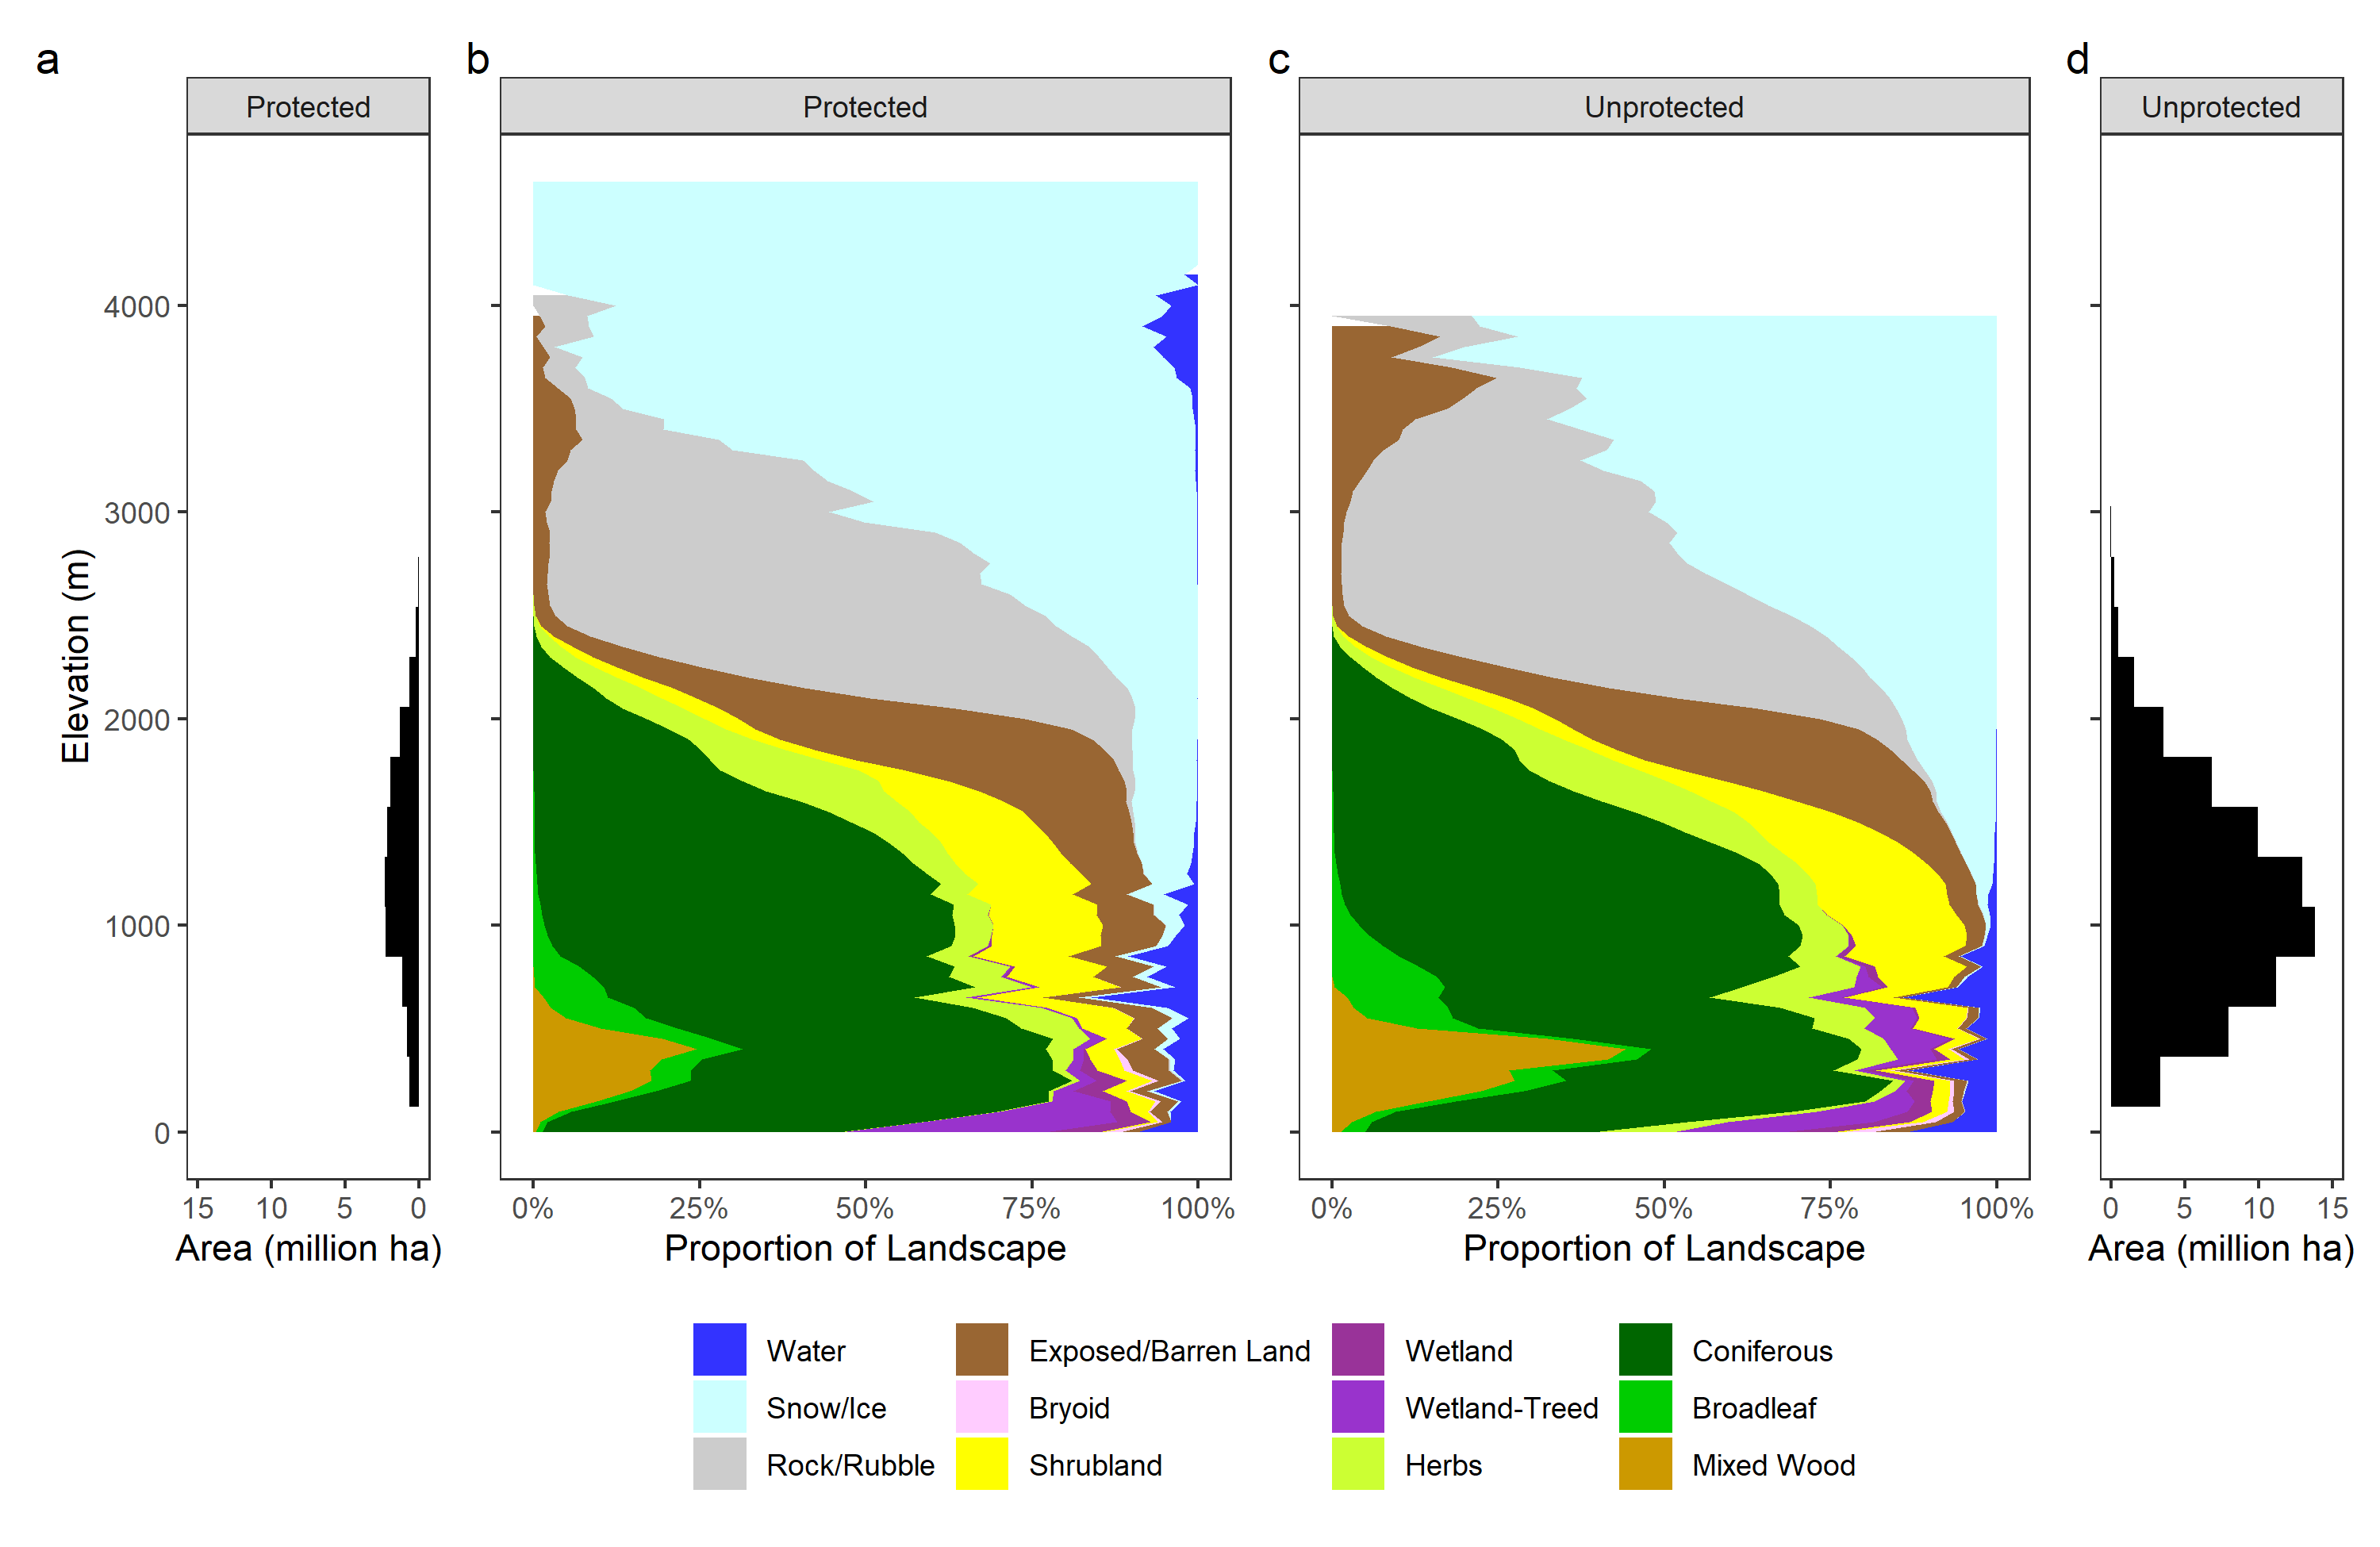 a b c d
Protected Protected Unprotected Unprotected
Elevation (m)
4000
3000
2000
1000
0
15 10 5 0 0% 25% 50% 75% 100% 0% 25% 50% 75% 100% 0 5 10 15
Area (million ha) Proportion of Landscape Proportion of Landscape Area (million ha)
Water Exposed/Barren Land Wetland Coniferous
Snow/Ice Bryoid Wetland-Treed Broadleaf
Rock/Rubble Shrubland Herbs Mixed Wood